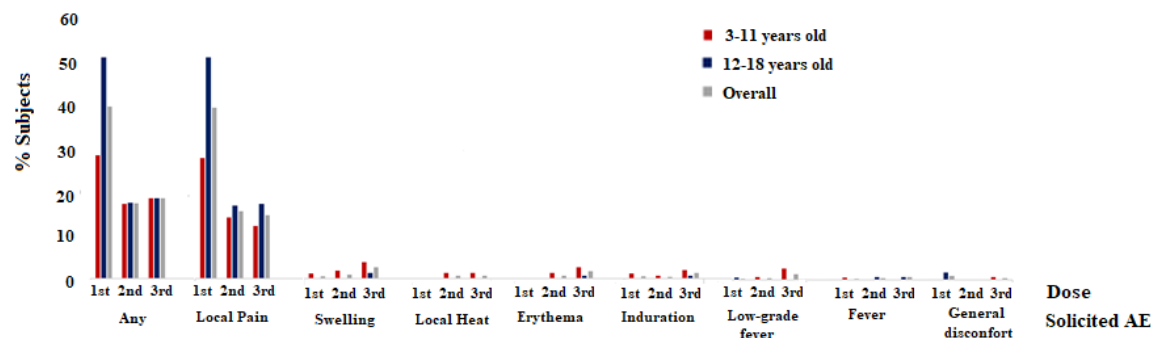 60
50
40
30
20
10
0
% Subjects
3-11 years old
12-18 years old
Overall
1st 2nd 3rd
1st 2nd 3rd
1st 2nd 3rd
1st 2nd 3rd
1st 2nd 3rd
1st 2nd 3rd
1st 2nd 3rd
1st 2nd 3rd
1st 2nd 3rd
Dose
Any
Local Pain
Swelling
Local Heat
Erythema
Induration
Low-grade
fever
Fever
General
disconfort
Solicited AE